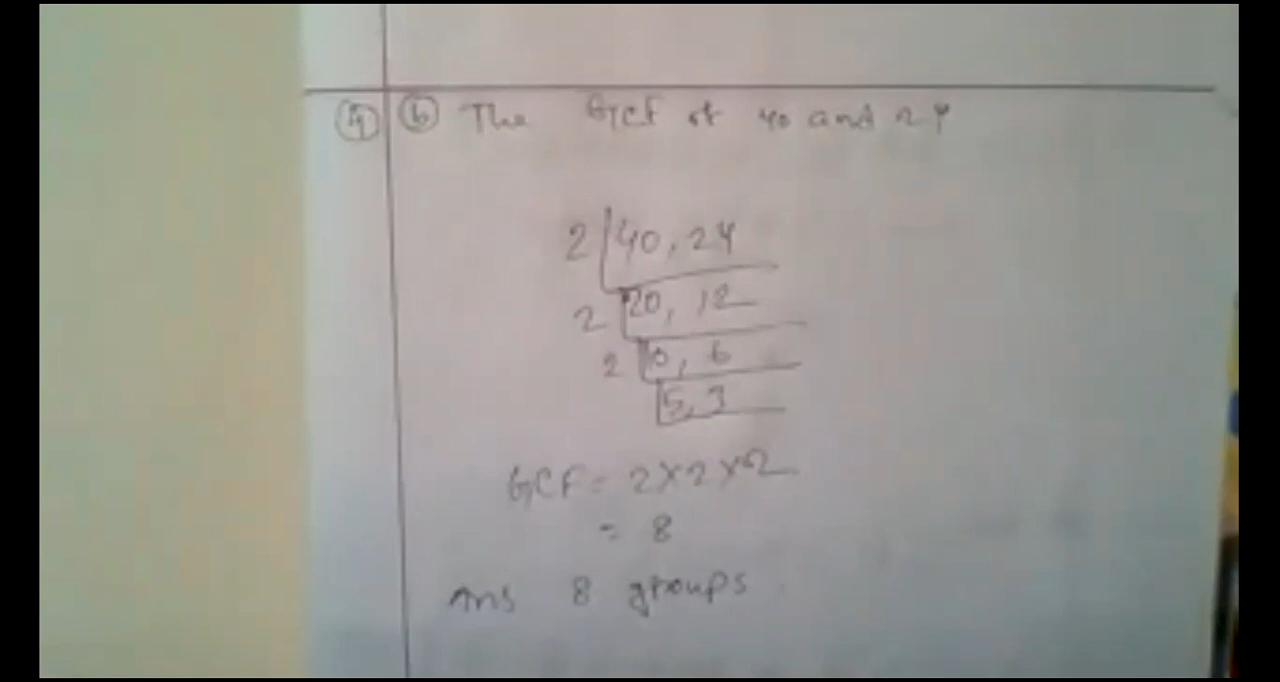 ④ ⑥ The GCF of 40 and 24
2 40, 24
2 20, 12
2 10, 6
5, 3
GCF = 2×2×2
= 8
Ans 8 groups.